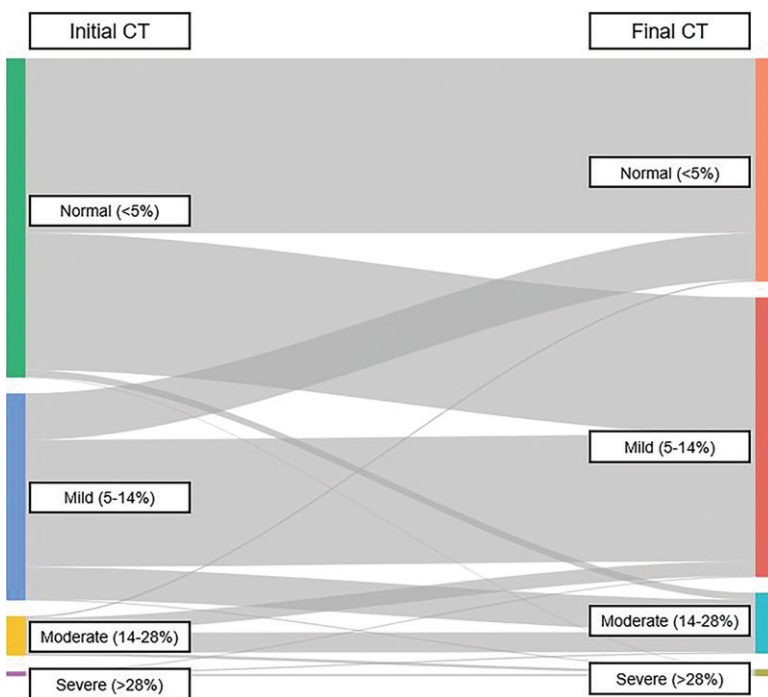 Initial CT
Final CT
Normal (<5%)
Normal (<5%)
Mild (5-14%)
Mild (5-14%)
Moderate (14-28%)
Moderate (14-28%)
Severe (>28%)
Severe (>28%)